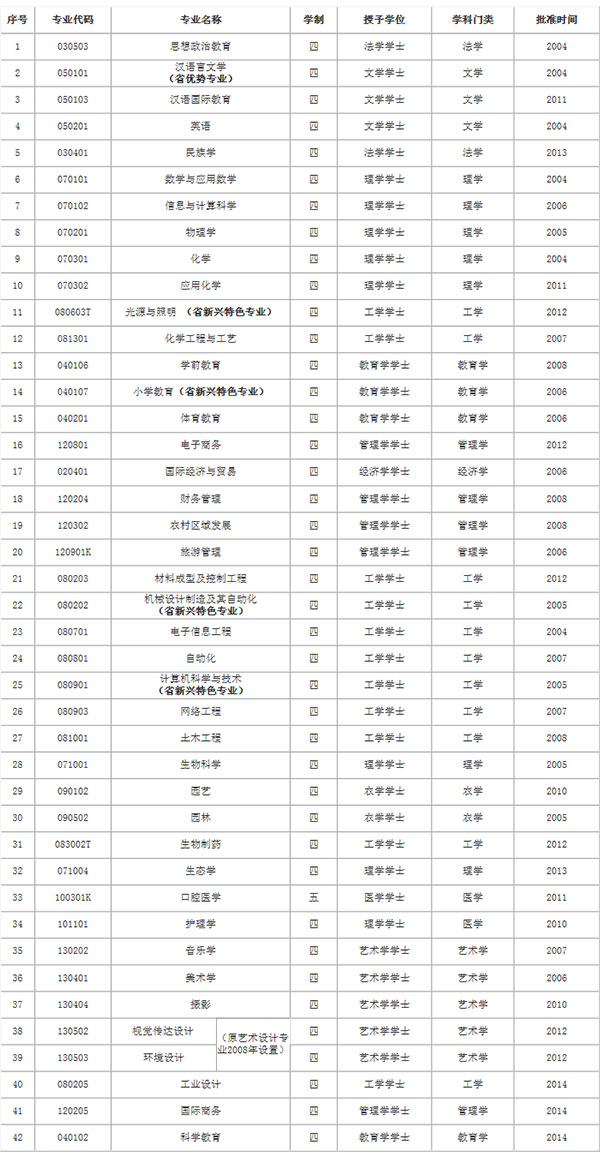 序号 专业代码 专业名称 学制 授予学位 学科门类 批准时间
1 030503 思想政治教育 四 法学学士 法学 2004
2 050101 汉语言文学 四 文学学士 文学 2004
(省优势专业)
3 050103 汉语国际教育 四 文学学士 文学 2011
4 050201 英语 四 文学学士 文学 2004
5 030401 民族学 四 法学学士 法学 2013
6 070101 数学与应用数学 四 理学学士 理学 2004
7 070102 信息与计算科学 四 理学学士 理学 2006
8 070201 物理学 四 理学学士 理学 2005
9 070301 化学 四 理学学士 理学 2004
10 070302 应用化学 四 理学学士 理学 2011
11 080603T 光源与照明 (省新兴特色专业) 四 工学学士 工学 2012
12 081301 化学工程与工艺 四 工学学士 工学 2007
13 040106 学前教育 四 教育学学士 教育学 2008
14 040107 小学教育(省新兴特色专业) 四 教育学学士 教育学 2006
15 040201 体育教育 四 教育学学士 教育学 2006
16 120801 电子商务 四 管理学学士 管理学 2012
17 020401 国际经济与贸易 四 经济学学士 经济学 2006
18 120204 财务管理 四 管理学学士 管理学 2008
19 120302 农村区域发展 四 管理学学士 管理学 2008
20 120901K 旅游管理 四 管理学学士 管理学 2006
21 080203 材料成型及控制工程 四 工学学士 工学 2012
22 080202 机械设计制造及其自动化 四 工学学士 工学 2005
(省新兴特色专业)
23 080701 电子信息工程 四 工学学士 工学 2004
24 080801 自动化 四 工学学士 工学 2007
25 080901 计算机科学与技术 四 工学学士 工学 2005
(省新兴特色专业)
26 080903 网络工程 四 工学学士 工学 2007
27 081001 土木工程 四 工学学士 工学 2008
28 071001 生物科学 四 理学学士 理学 2005
29 090102 园艺 四 农学学士 农学 2010
30 090502 园林 四 农学学士 农学 2005
31 083002T 生物制药 四 工学学士 工学 2012
32 071004 生态学 四 理学学士 理学 2013
33 100301K 口腔医学 五 医学学士 医学 2011
34 101101 护理学 四 理学学士 医学 2010
35 130202 音乐学 四 艺术学学士 艺术学 2007
36 130401 美术学 四 艺术学学士 艺术学 2006
37 130404 摄影 四 艺术学学士 艺术学 2010
38 130502 视觉传达设计 (原艺术设计专 四 艺术学学士 艺术学 2012
39 130503 环境设计 业2008年设置) 四 艺术学学士 艺术学 2012
40 080205 工业设计 四 工学学士 工学 2014
41 120205 国际商务 四 管理学学士 管理学 2014
42 040102 科学教育 四 教育学学士 教育学 2014